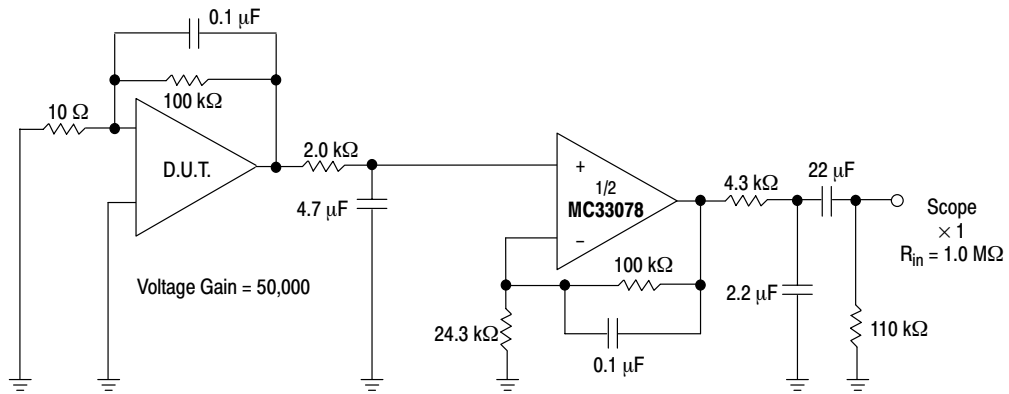 0.1 μF
100 kΩ
10 Ω
D.U.T.
2.0 kΩ
4.7 μF
Voltage Gain = 50,000
+
1/2
MC33078
−
100 kΩ
24.3 kΩ
0.1 μF
4.3 kΩ
22 μF
2.2 μF
110 kΩ
Scope
× 1
Rin = 1.0 MΩ